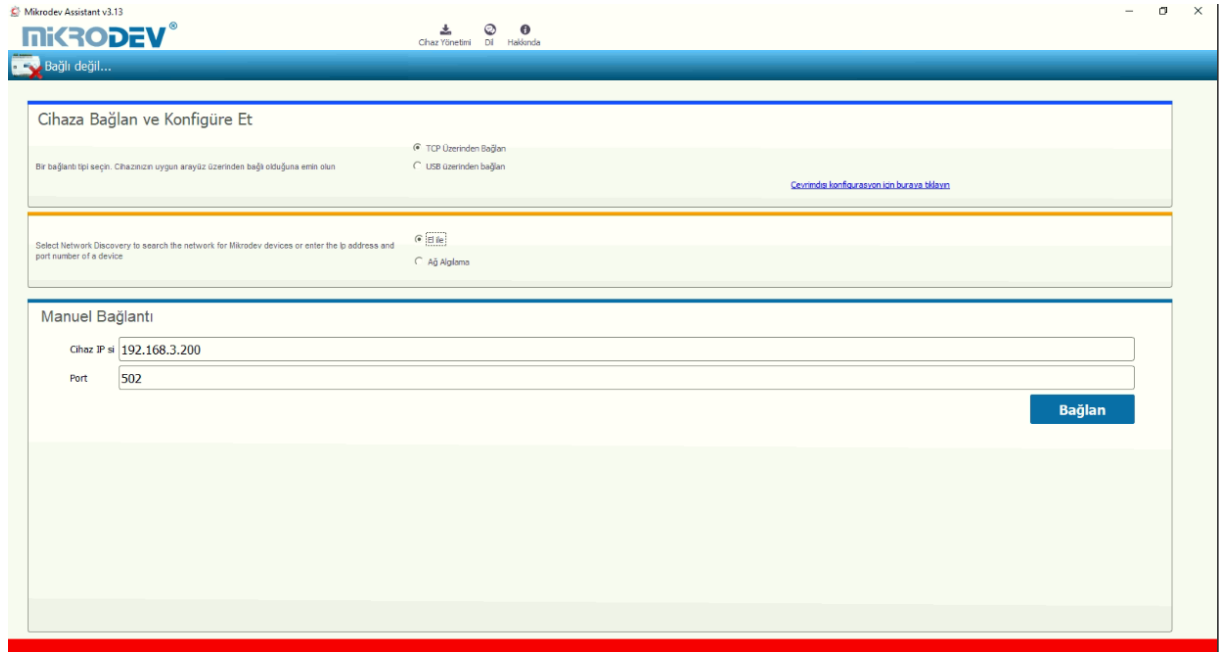 Mikrodev Assistant v3.13
MiKRODEV®
Cihaz Yönetimi Dil Hakkında
Bağlı değil...
Cihaza Bağlan ve Konfigüre Et
TCP Üzerinden Bağlan
Bir bağlantı tipi seçin. Cihazınızın uygun arayüz üzerinden bağlı olduğuna emin olun
USB üzerinden bağlan
Çevrimdışı konfigurasyon için buraya tıklayın
Select Network Discovery to search the network for Mikrodev devices or enter the ip address and
port number of a device
El ile
Ağ Algılama
Manuel Bağlantı
Cihaz IP si 192.168.3.200
Port 502
Bağlan